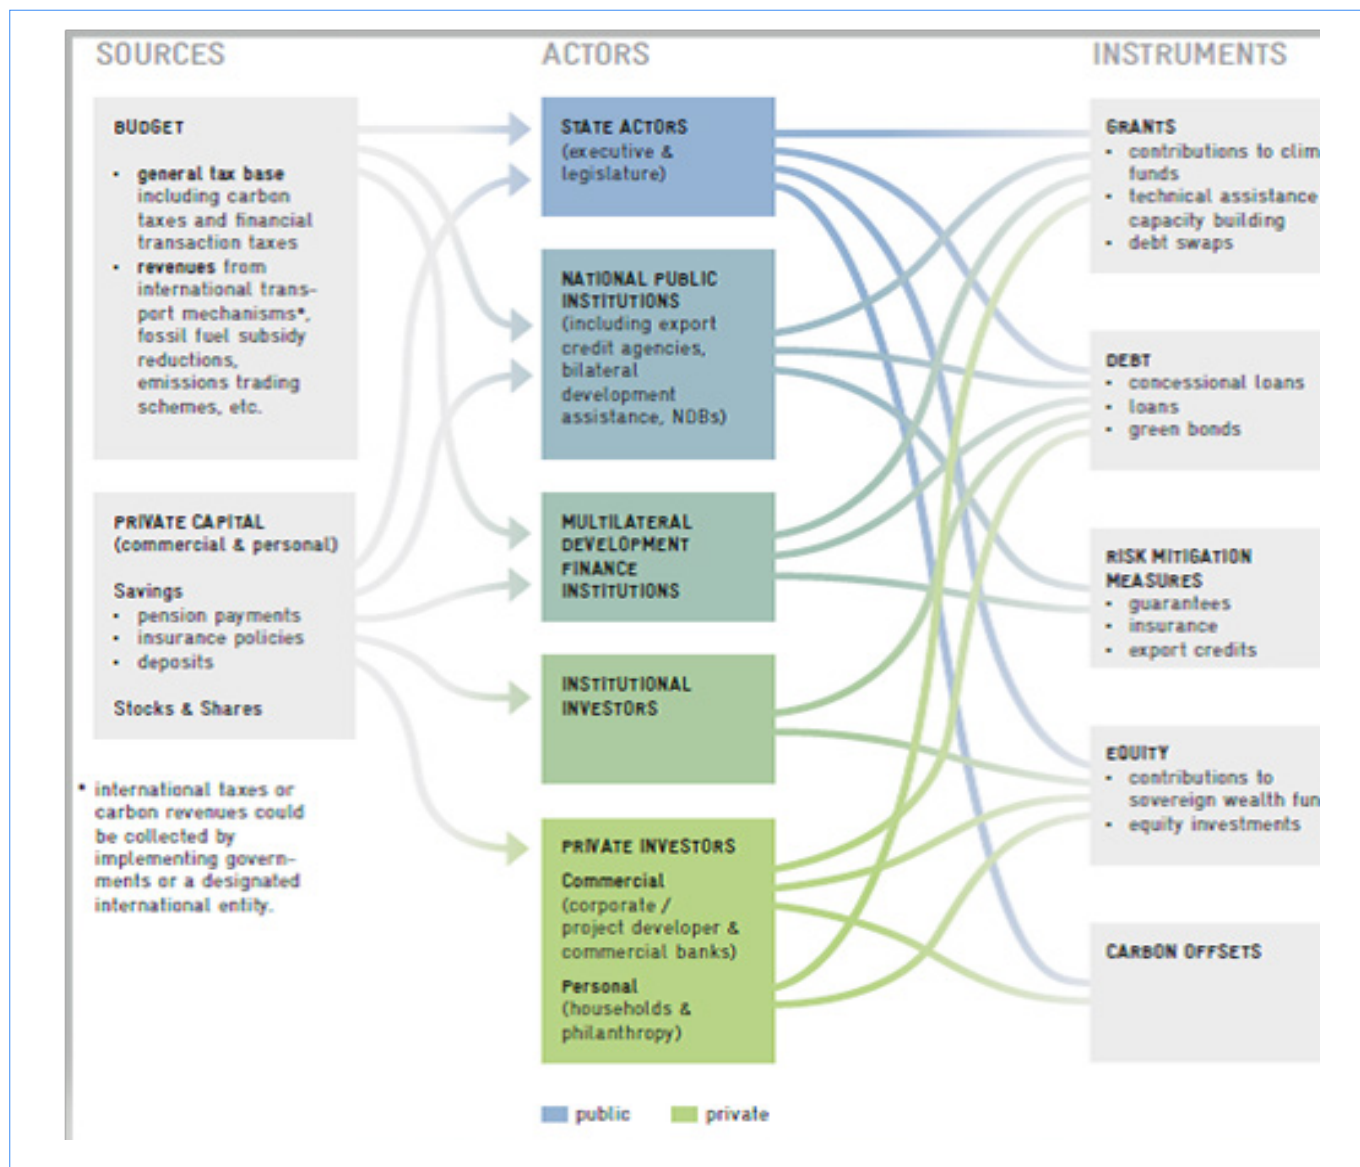 SOURCES
ACTORS
INSTRUMENTS
BUDGET
• general tax base
including carbon
taxes and financial
transaction taxes
• revenues from
international trans-
port mechanisms*,
fossil fuel subsidy
reductions,
emissions trading
schemes, etc.
PRIVATE CAPITAL
(commercial & personal)
Savings
• pension payments
• insurance policies
• deposits
Stocks & Shares
* international taxes or
carbon revenues could
be collected by
implementing govern-
ments or a designated
international entity.
STATE ACTORS
(executive &
legislature)
NATIONAL PUBLIC
INSTITUTIONS
(including export
credit agencies,
bilateral
development
assistance, NDBs)
MULTILATERAL
DEVELOPMENT
FINANCE
INSTITUTIONS
INSTITUTIONAL
INVESTORS
PRIVATE INVESTORS
Commercial
(corporate /
project developer &
commercial banks)
Personal
(households &
philanthropy)
public
private
GRANTS
• contributions to clim
funds
• technical assistance
capacity building
• debt swaps
DEBT
• concessional loans
• loans
• green bonds
RISK MITIGATION
MEASURES
• guarantees
• insurance
• export credits
EQUITY
• contributions to
sovereign wealth fun
• equity investments
CARBON OFFSETS